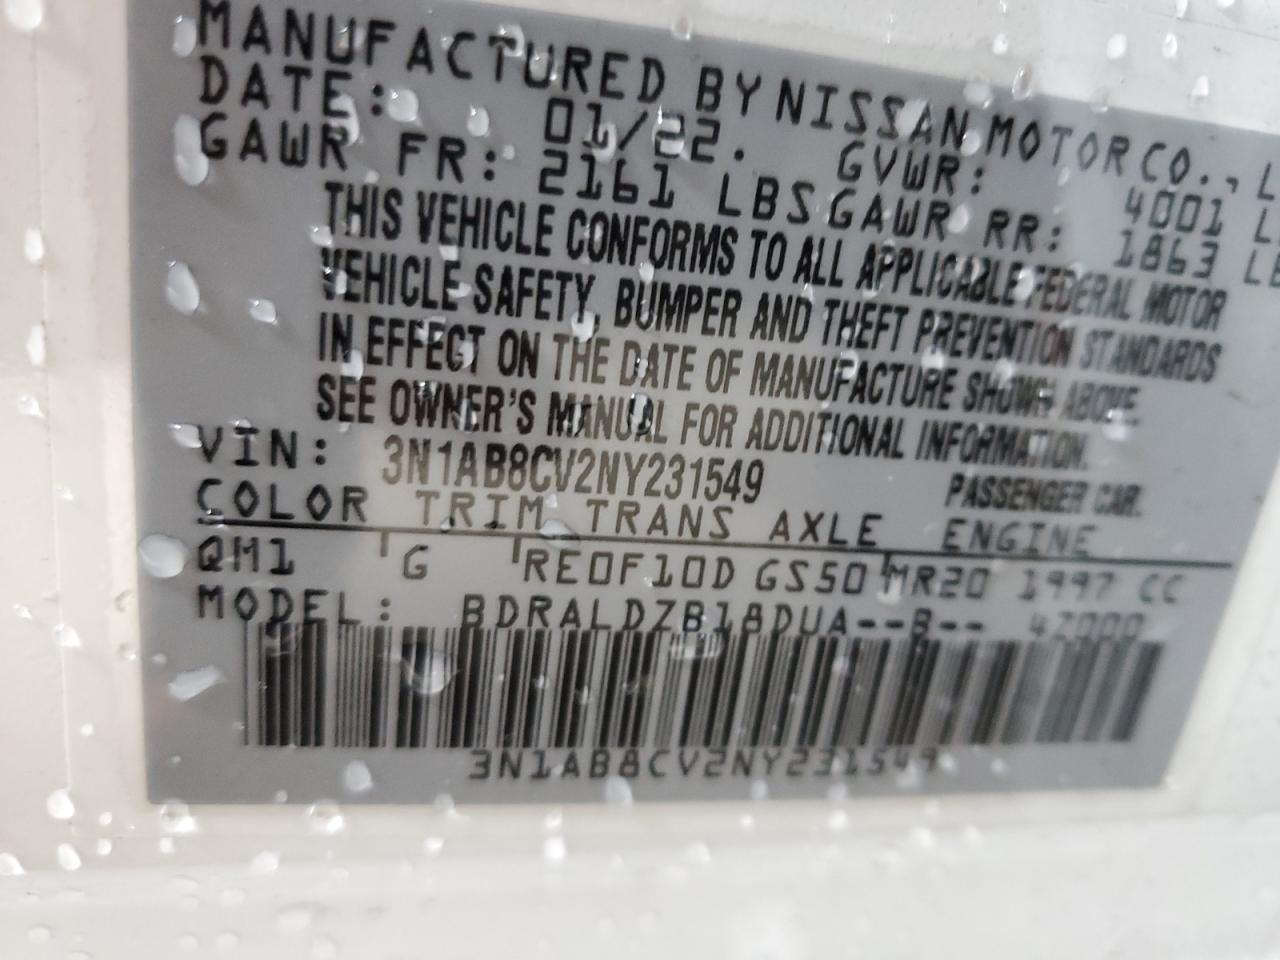 MANUFACTURED BY NISSAN MOTOR CO., L
DATE: 01/22. GVWR: 4001 L
GAWR FR: 2161 LBS GAWR RR: 1863 LB
THIS VEHICLE CONFORMS TO ALL APPLICABLE FEDERAL MOTOR
VEHICLE SAFETY, BUMPER AND THEFT PREVENTION STANDARDS
IN EFFECT ON THE DATE OF MANUFACTURE SHOWN ABOVE.
SEE OWNER'S MANUAL FOR ADDITIONAL INFORMATION.
VIN: 3N1AB8CV2NY231549 PASSENGER CAR.
COLOR TRIM TRANS AXLE ENGINE
QM1 G RE0F10D GS50 MR20 1997 CC
MODEL: BDRALDZB18DUA--B-- 4Z000
3N1AB8CV2NY231549